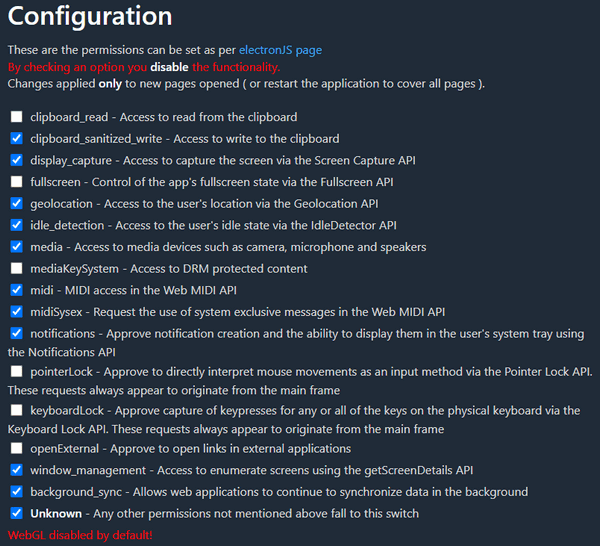 Configuration
These are the permissions can be set as per electronJS page
By checking an option you disable the functionality.
Changes applied only to new pages opened ( or restart the application to cover all pages ).
clipboard_read - Access to read from the clipboard
clipboard_sanitized_write - Access to write to the clipboard
display_capture - Access to capture the screen via the Screen Capture API
fullscreen - Control of the app's fullscreen state via the Fullscreen API
geolocation - Access to the user's location via the Geolocation API
idle_detection - Access to the user's idle state via the IdleDetector API
media - Access to media devices such as camera, microphone and speakers
mediaKeySystem - Access to DRM protected content
midi - MIDI access in the Web MIDI API
midiSysex - Request the use of system exclusive messages in the Web MIDI API
notifications - Approve notification creation and the ability to display them in the user's system tray using
the Notifications API
pointerLock - Approve to directly interpret mouse movements as an input method via the Pointer Lock API.
These requests always appear to originate from the main frame
keyboardLock - Approve capture of keypresses for any or all of the keys on the physical keyboard via the
Keyboard Lock API. These requests always appear to originate from the main frame
openExternal - Approve to open links in external applications
window_management - Access to enumerate screens using the getScreenDetails API
background_sync - Allows web applications to continue to synchronize data in the background
Unknown - Any other permissions not mentioned above fall to this switch
WebGL disabled by default!